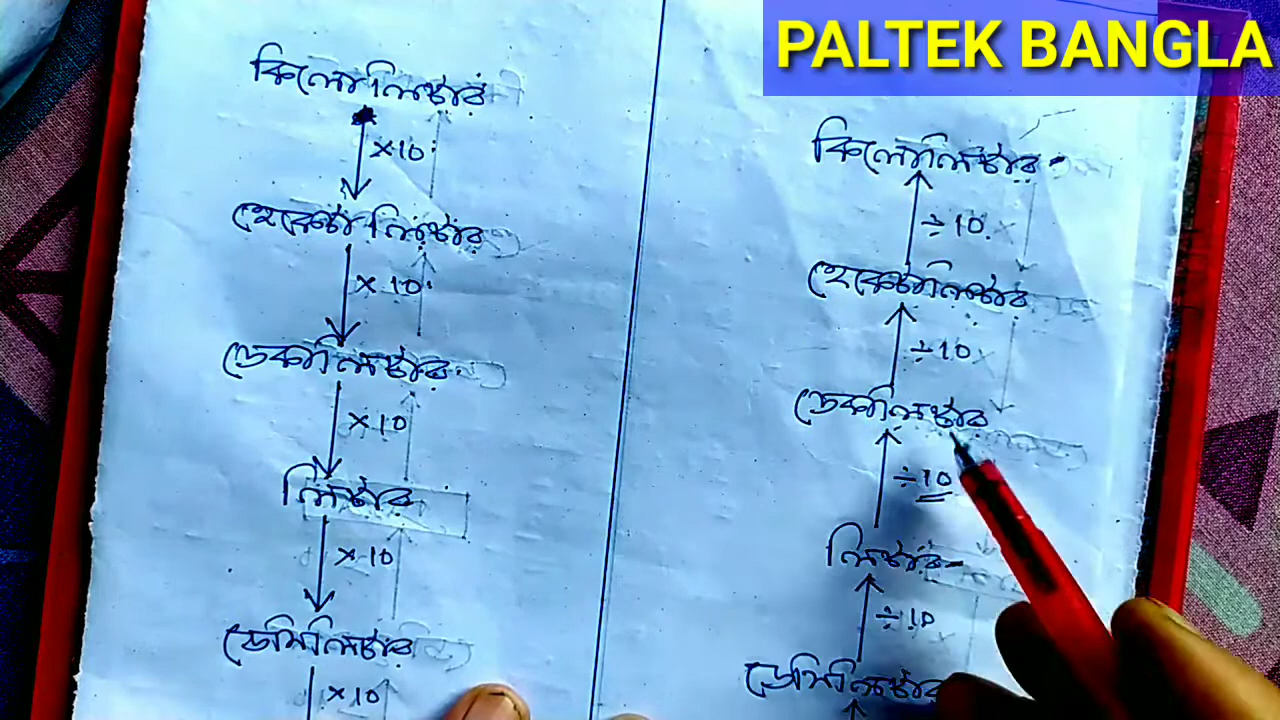 PALTEK BANGLA
কিলোলিটার
×10
হেক্টোলিটার
×10
ডেকালিটার
×10
লিটার
×10
ডেসিলিটার
×10
কিলোলিটার
÷10
হেক্টোলিটার
÷10
ডেকালিটার
÷10
লিটার
÷10
ডেসিলিটার